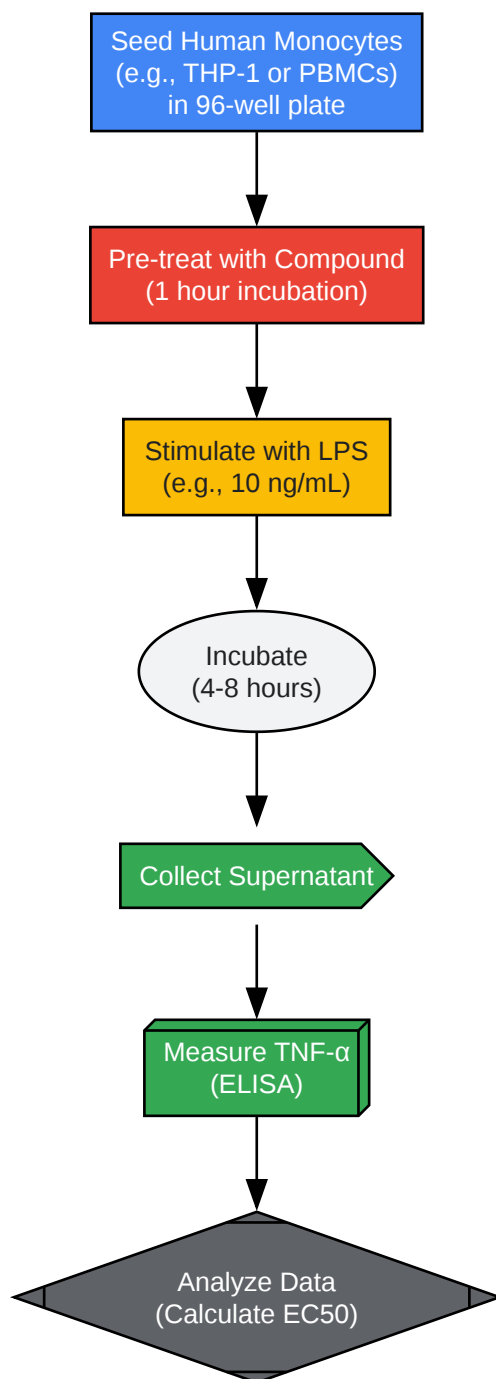 Seed Human Monocytes
(e.g., THP-1 or PBMCs)
in 96-well plate
Pre-treat with Compound
(1 hour incubation)
Stimulate with LPS
(e.g., 10 ng/mL)
Incubate
(4-8 hours)
Collect Supernatant
Measure TNF-α
(ELISA)
Analyze Data
(Calculate EC50)